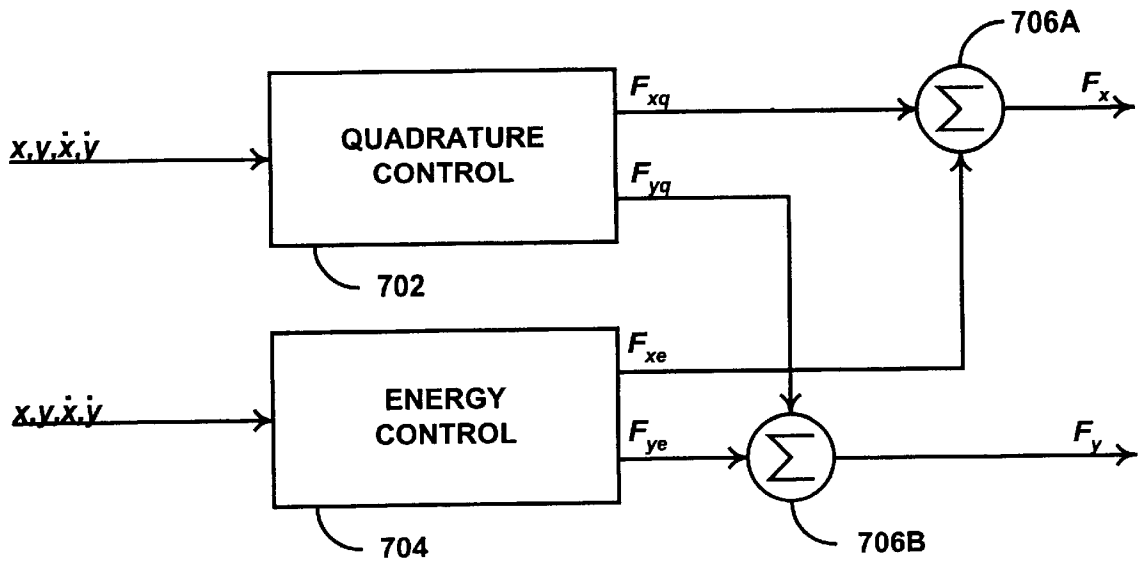 706A
F_xq
F_x
Σ
x,y,ẋ,ẏ
QUADRATURE
CONTROL
F_yq
702
F_xe
x,y,ẋ,ẏ
ENERGY
CONTROL
F_ye
Σ
F_y
704
706B